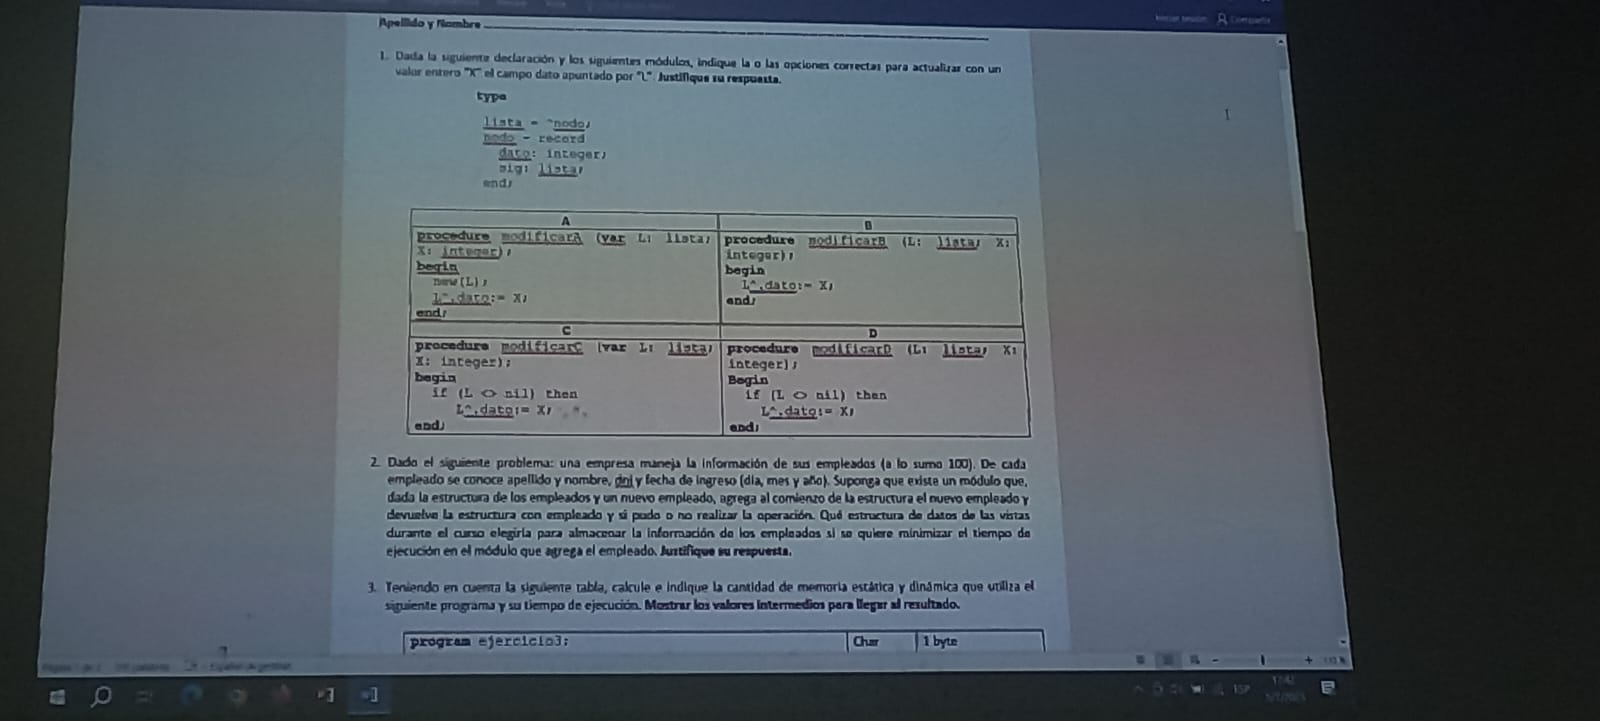 Apellido y Nombre
1. Dada la siguiente declaración y los siguientes módulos, indique la o las opciones correctas para actualizar con un
valor entero "X" el campo dato apuntado por "L". Justifique su respuesta.
type
lista = ^nodo;
nodo = record
dato: integer;
sig: lista;
end;
A
B
procedure modificarA (var L: lista;
X: integer);
begin
new(L);
L^.dato:= X;
end;
procedure modificarB (L: lista; X:
integer);
begin
L^.dato:= X;
end;
C
D
procedure modificarC (var L: lista;
X: integer);
begin
if (L <> nil) then
L^.dato:= X;
end;
procedure modificarD (L: lista; X:
integer);
Begin
if (L <> nil) then
L^.dato:= X;
end;
2. Dado el siguiente problema: una empresa maneja la información de sus empleados (a lo sumo 100). De cada
empleado se conoce apellido y nombre, dni y fecha de ingreso (día, mes y año). Suponga que existe un módulo que,
dada la estructura de los empleados y un nuevo empleado, agrega al comienzo de la estructura el nuevo empleado y
devuelve la estructura con empleado y si pudo o no realizar la operación. Qué estructura de datos de las vistas
durante el curso elegiría para almacenar la información de los empleados si se quiere minimizar el tiempo de
ejecución en el módulo que agrega el empleado. Justifique su respuesta.
3. Teniendo en cuenta la siguiente tabla, calcule e indique la cantidad de memoria estática y dinámica que utiliza el
siguiente programa y su tiempo de ejecución. Mostrar los valores intermedios para llegar al resultado.
program ejercicio3;
Char
1 byte
ESP
17:42